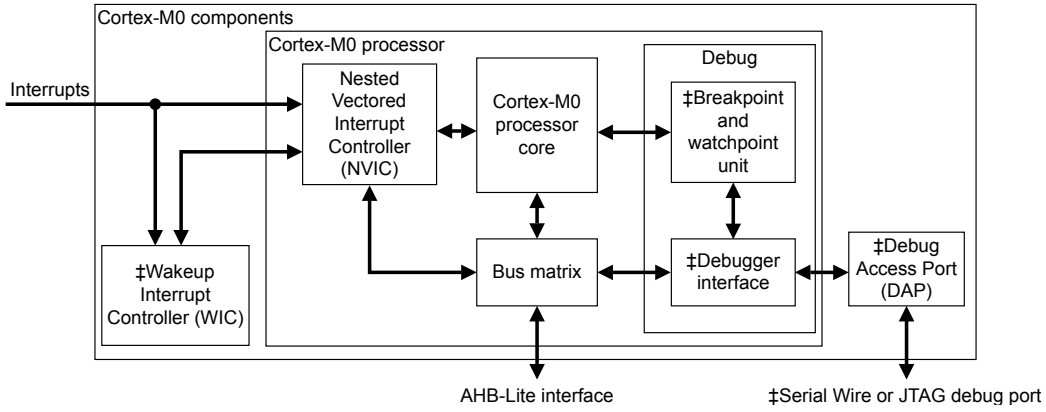 Cortex-M0 components
Cortex-M0 processor
Interrupts
Nested
Vectored
Interrupt
Controller
(NVIC)
Cortex-M0
processor
core
Debug
‡Breakpoint
and
watchpoint
unit
‡Wakeup
Interrupt
Controller (WIC)
Bus matrix
‡Debugger
interface
‡Debug
Access Port
(DAP)
AHB-Lite interface
‡Serial Wire or JTAG debug port